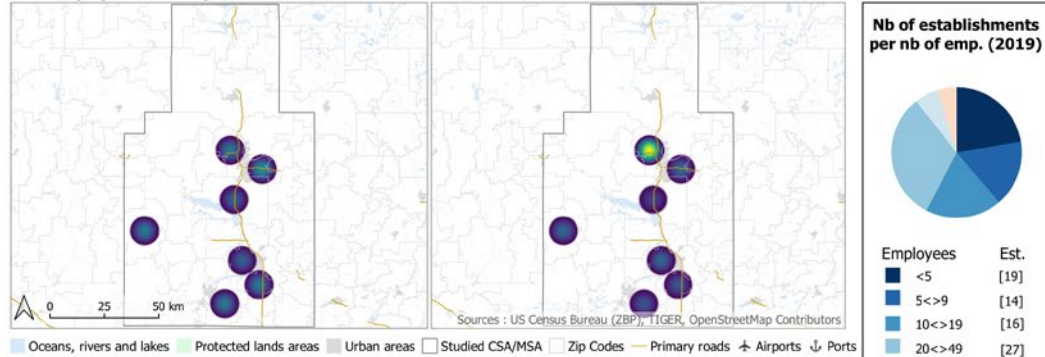 Nb of establishments
per nb of emp. (2019)
0 50 km
Sources : US Census Bureau (ZBP), TIGER, OpenStreetMap Contributors
Employees Est.
<5 [19]
5<>9 [14]
10<>19 [16]
20<>49 [27]
Oceans, rivers and lakes Protected lands areas Urban areas Studied CSA/MSA Zip Codes Primary roads Airports Ports